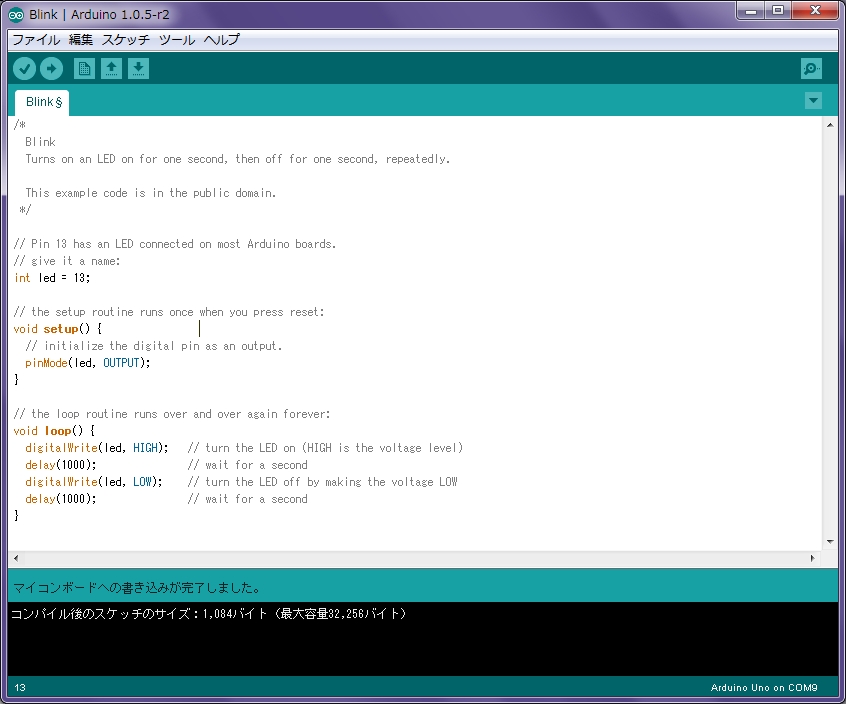 Blink | Arduino 1.0.5-r2
ファイル 編集 スケッチ ツール ヘルプ
Blink §
/*
  Blink
  Turns on an LED on for one second, then off for one second, repeatedly.

  This example code is in the public domain.
 */

// Pin 13 has an LED connected on most Arduino boards.
// give it a name:
int led = 13;

// the setup routine runs once when you press reset:
void setup() {
  // initialize the digital pin as an output.
  pinMode(led, OUTPUT);
}

// the loop routine runs over and over again forever:
void loop() {
  digitalWrite(led, HIGH);   // turn the LED on (HIGH is the voltage level)
  delay(1000);               // wait for a second
  digitalWrite(led, LOW);    // turn the LED off by making the voltage LOW
  delay(1000);               // wait for a second
}
マイコンボードへの書き込みが完了しました。
コンパイル後のスケッチのサイズ：1,084バイト（最大容量32,256バイト）
13 Arduino Uno on COM9